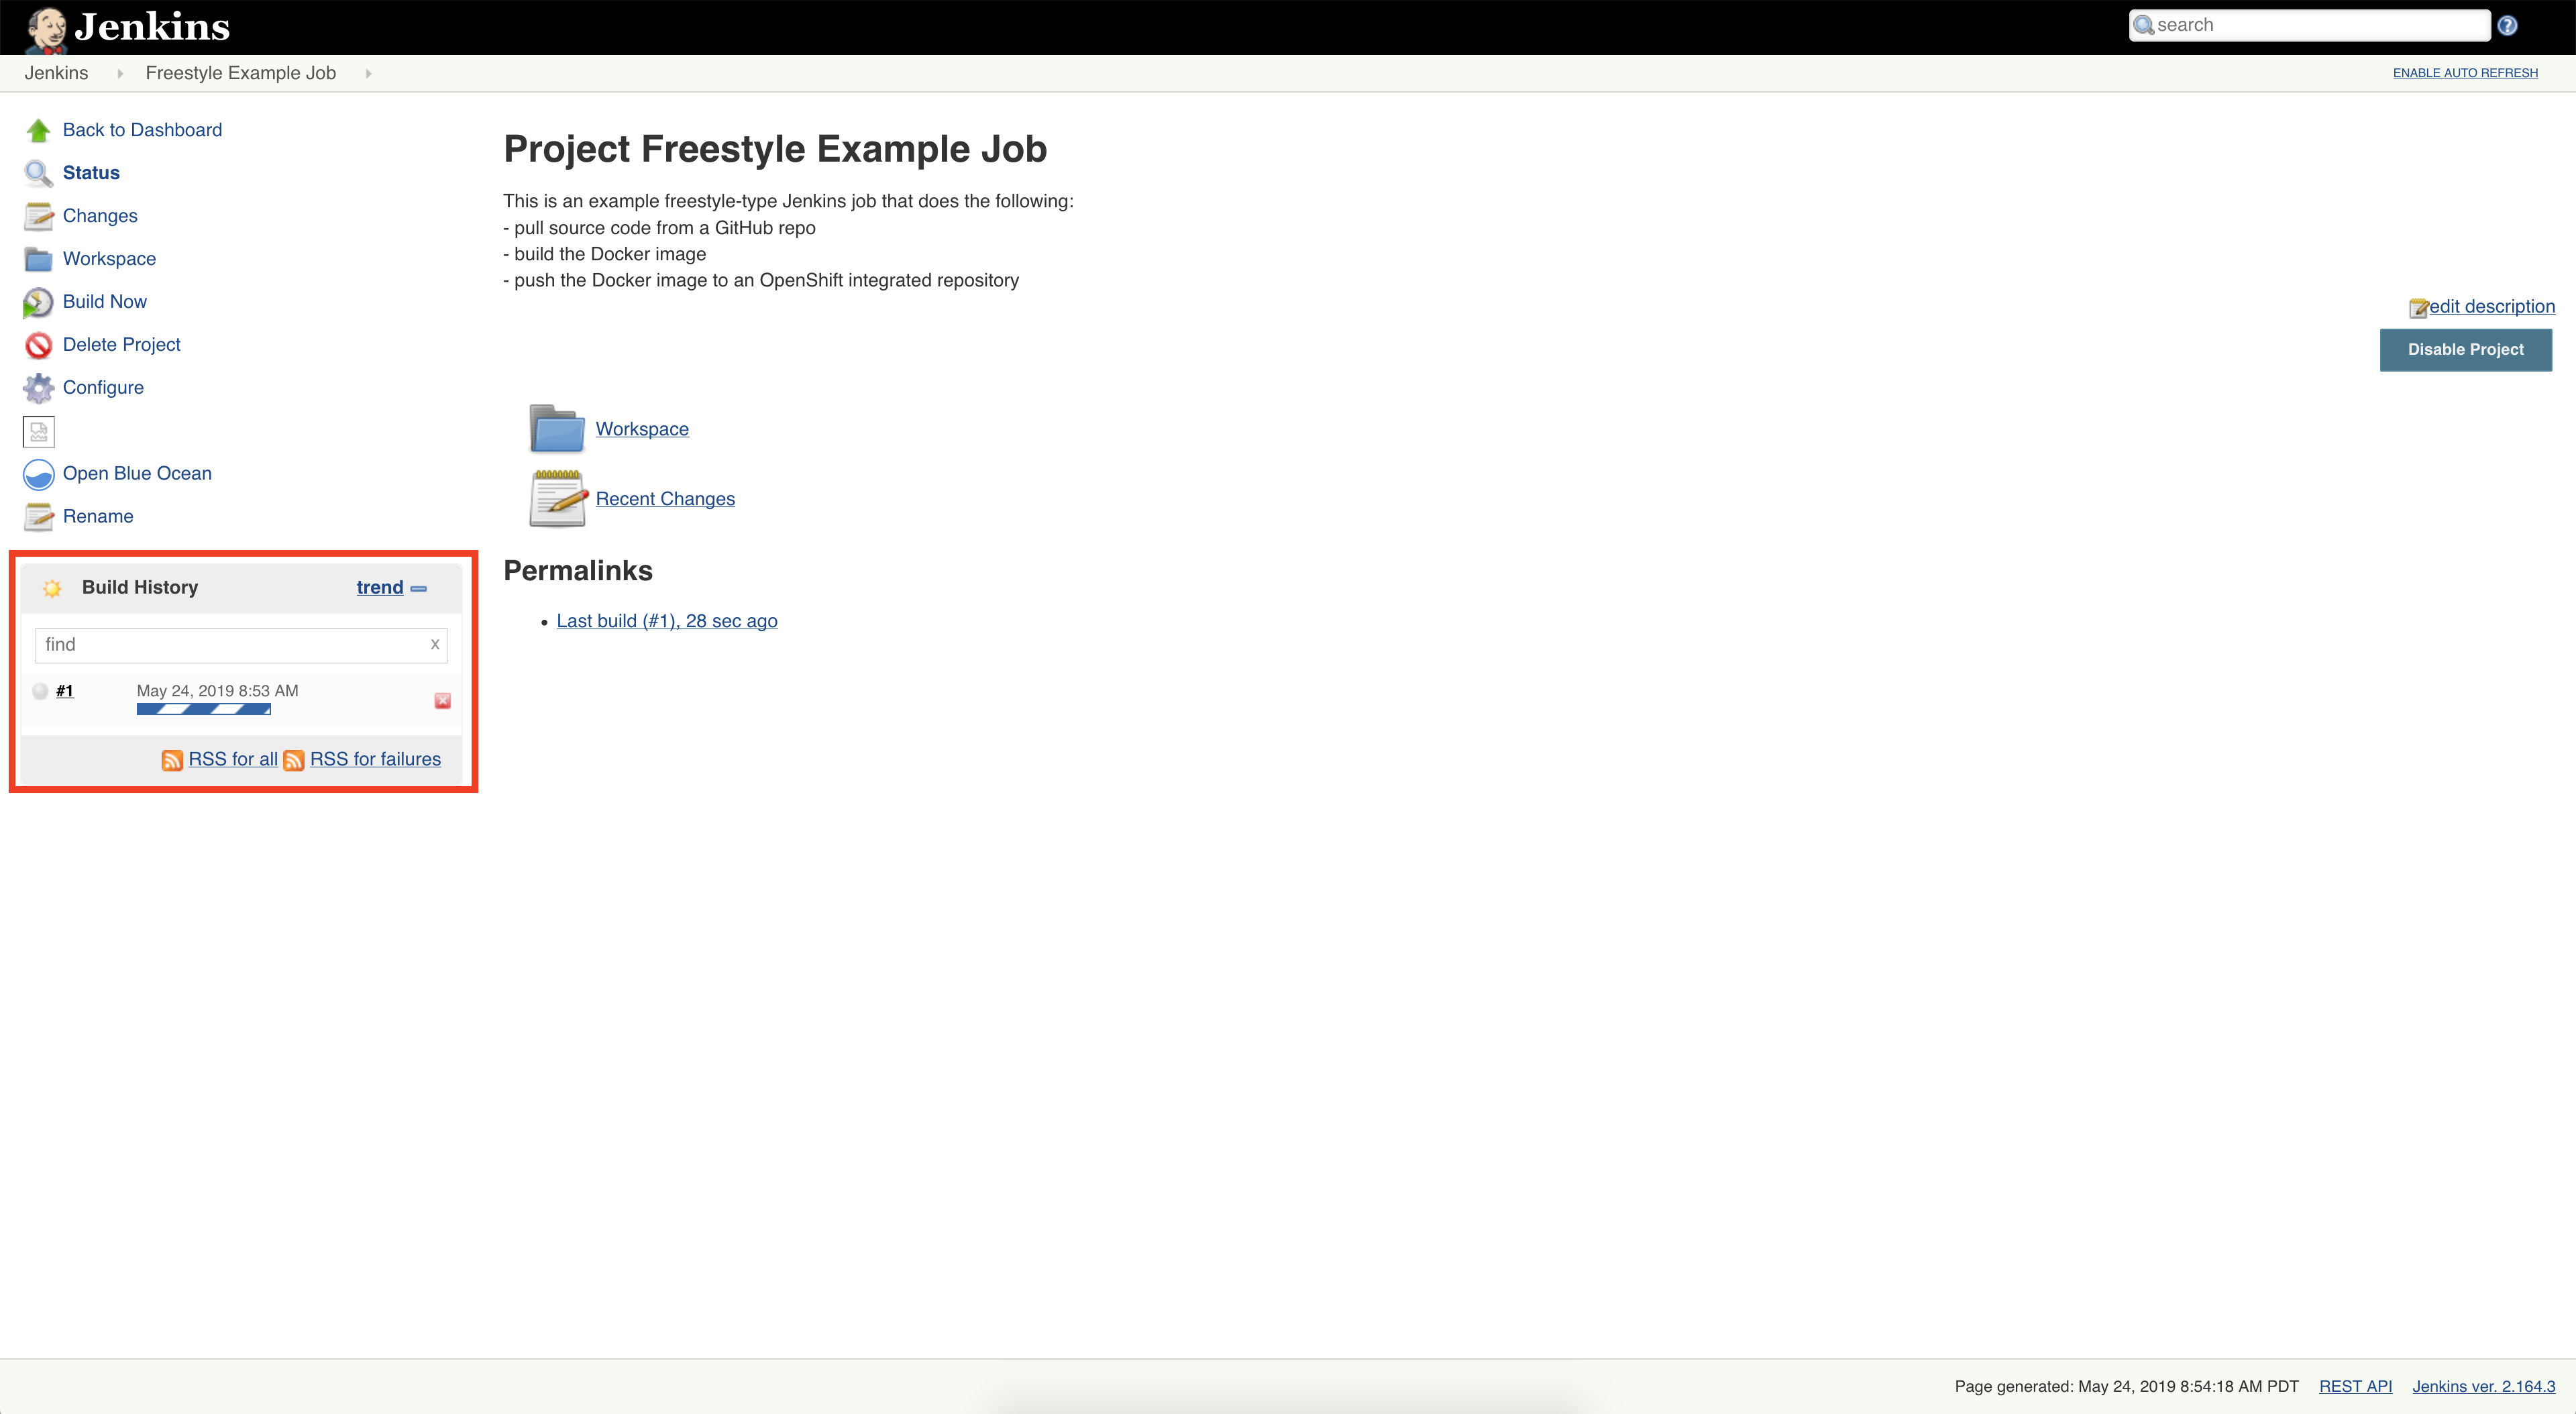 Jenkins
search
Jenkins Freestyle Example Job ENABLE AUTO REFRESH
Back to Dashboard
Status
Changes
Workspace
Build Now
Delete Project
Configure
Open Blue Ocean
Rename
Build History trend
find x
#1 May 24, 2019 8:53 AM
RSS for all RSS for failures
Project Freestyle Example Job
This is an example freestyle-type Jenkins job that does the following:
- pull source code from a GitHub repo
- build the Docker image
- push the Docker image to an OpenShift integrated repository
edit description
Disable Project
Workspace
Recent Changes
Permalinks
• Last build (#1), 28 sec ago
Page generated: May 24, 2019 8:54:18 AM PDT REST API Jenkins ver. 2.164.3